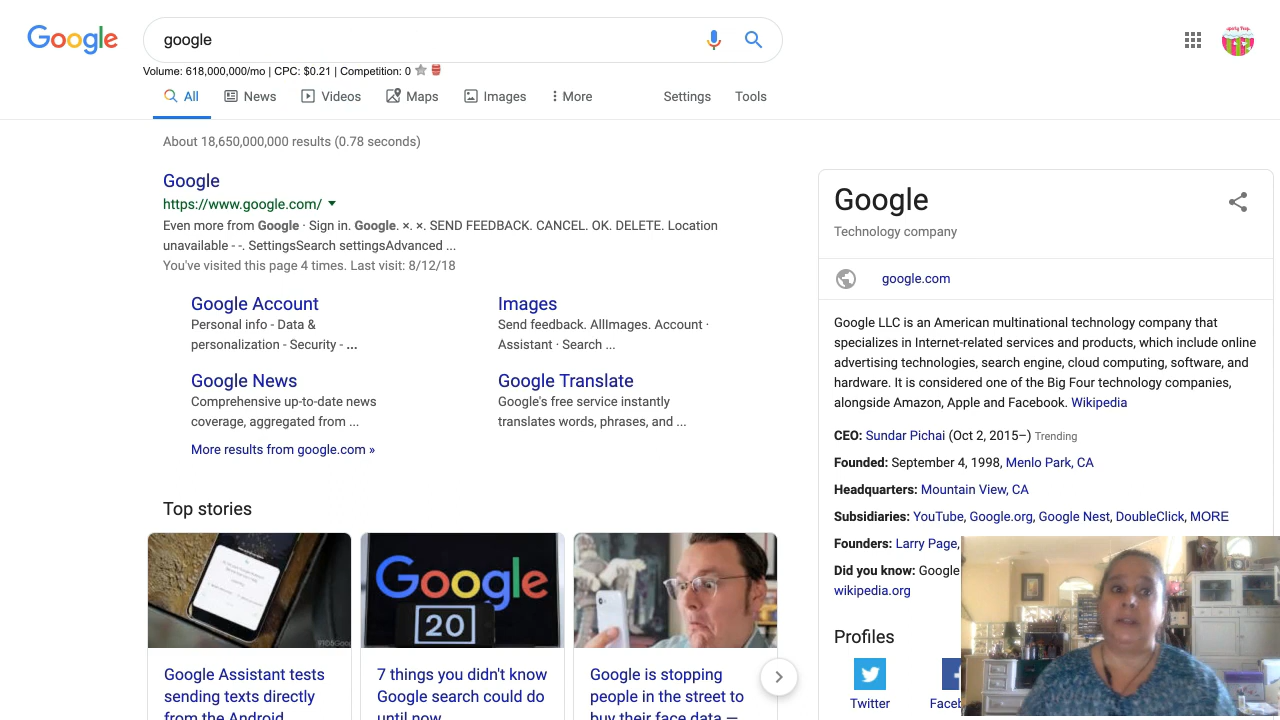 Google
google
Volume: 618,000,000/mo | CPC: $0.21 | Competition: 0
All
News
Videos
Maps
Images
More
Settings
Tools
About 18,650,000,000 results (0.78 seconds)
Google
https://www.google.com/
Even more from Google · Sign in. Google. ×. ×. SEND FEEDBACK. CANCEL. OK. DELETE. Location
unavailable - -. SettingsSearch settingsAdvanced ...
You've visited this page 4 times. Last visit: 8/12/18
Google Account
Personal info - Data &
personalization - Security - ...
Images
Send feedback. AllImages. Account ·
Assistant · Search ...
Google News
Comprehensive up-to-date news
coverage, aggregated from ...
Google Translate
Google's free service instantly
translates words, phrases, and ...
More results from google.com »
Top stories
Google
20
Google Assistant tests
sending texts directly
from the Android
7 things you didn't know
Google search could do
until now
Google is stopping
people in the street to
buy their face data —
Google
Technology company
google.com
Google LLC is an American multinational technology company that
specializes in Internet-related services and products, which include online
advertising technologies, search engine, cloud computing, software, and
hardware. It is considered one of the Big Four technology companies,
alongside Amazon, Apple and Facebook. Wikipedia
CEO: Sundar Pichai (Oct 2, 2015–) Trending
Founded: September 4, 1998, Menlo Park, CA
Headquarters: Mountain View, CA
Subsidiaries: YouTube, Google.org, Google Nest, DoubleClick, MORE
Founders: Larry Page,
Did you know: Google
wikipedia.org
Profiles
Twitter
Faceb